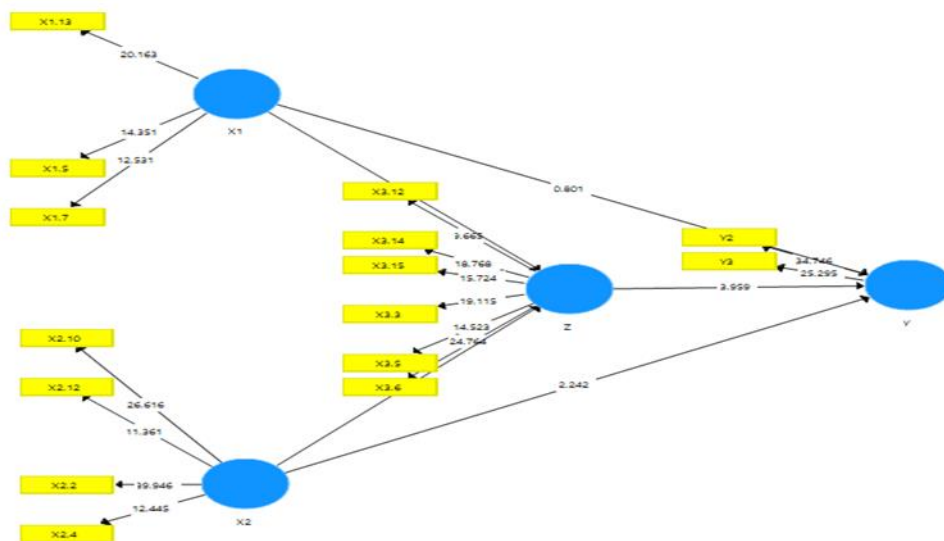 X1.13
20.163
X1
14.351
X1.5
12.531
X1.7
X3.12
0.801
9.665
Y2
X3.14
34.746
18.768
Y3
X3.15
25.295
15.724
3.959
19.115
X3.3
Z
Y
14.523
X2.10
24.764
X3.5
X2.12
X3.6
2.242
26.616
11.361
X2.2
39.946
12.445
X2
X2.4